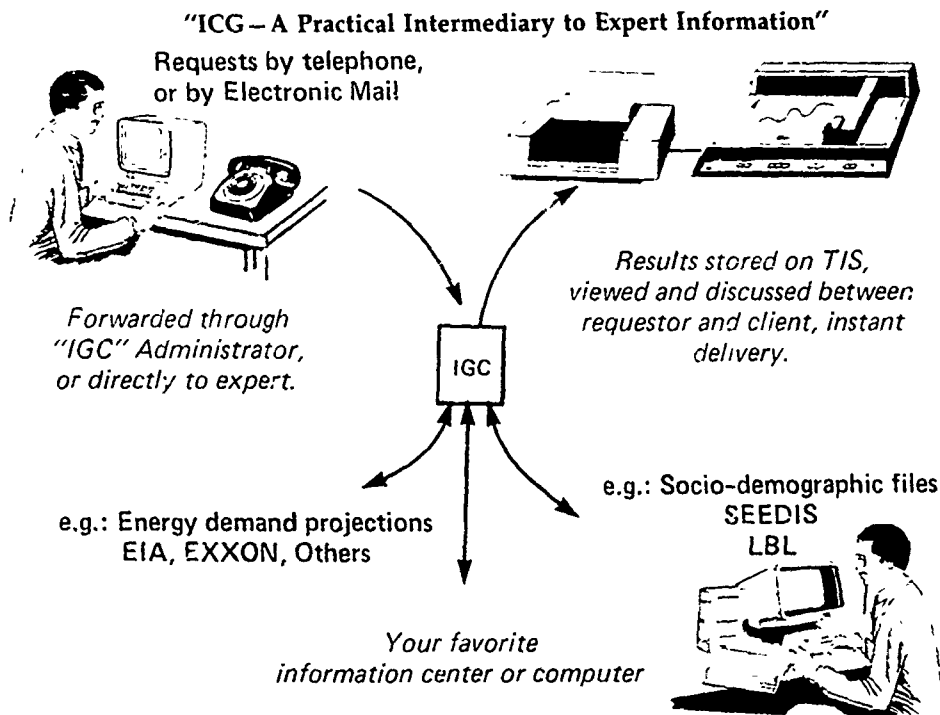 "ICG – A Practical Intermediary to Expert Information"
Requests by telephone,
or by Electronic Mail
Forwarded through
"IGC" Administrator,
or directly to expert.
Results stored on TIS,
viewed and discussed between
requestor and client, instant
delivery.
IGC
e.g.: Energy demand projections
EIA, EXXON, Others
e.g.: Socio-demographic files
SEEDIS
LBL
Your favorite
information center or computer